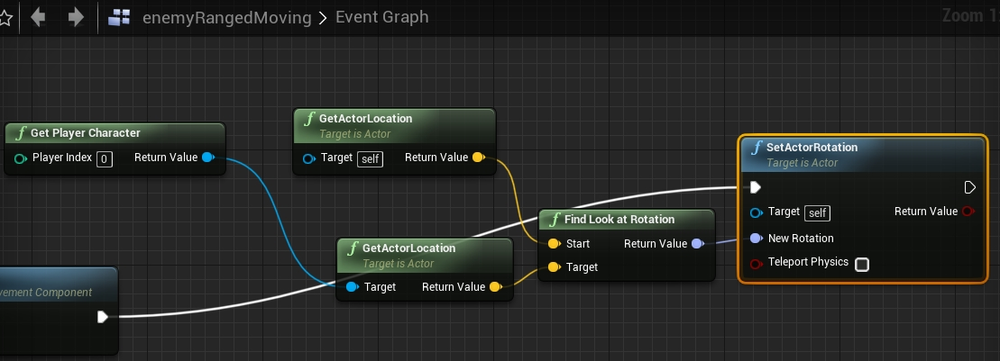 enemyRangedMoving > Event Graph
Zoom 1
f Get Player Character
Player Index 0 Return Value
f GetActorLocation
Target is Actor
Target self Return Value
f GetActorLocation
Target is Actor
Target Return Value
f Find Look at Rotation
Start Return Value
Target
f SetActorRotation
Target is Actor
Target self Return Value
New Rotation
Teleport Physics
vement Component